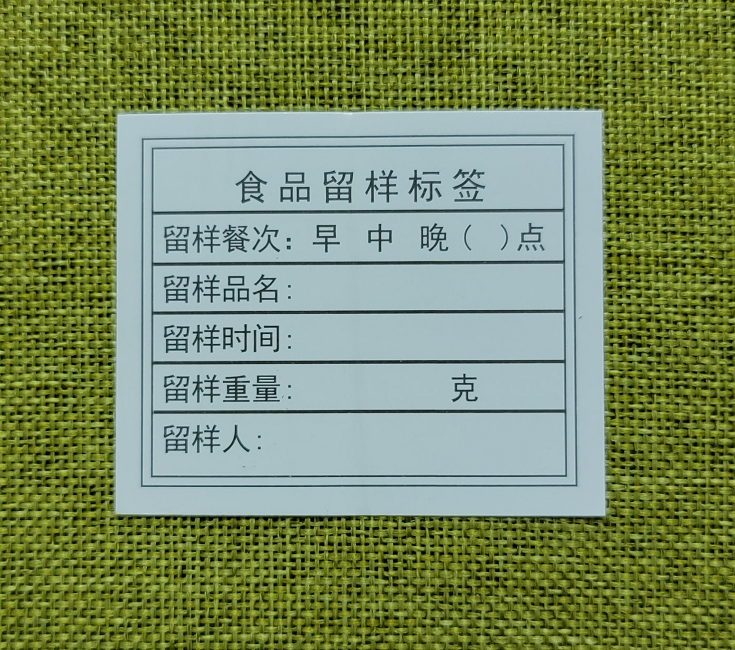 食品留样标签
留样餐次：早 中 晚（ ）点
留样品名：
留样时间：
留样重量： 克
留样人：